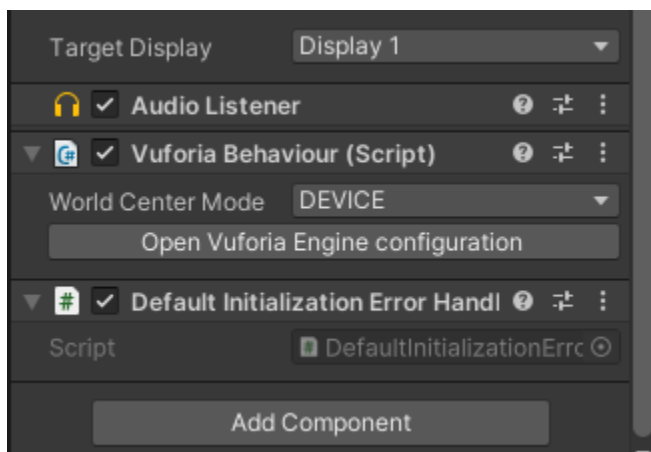 Target Display Display 1
Audio Listener
Vuforia Behaviour (Script)
World Center Mode DEVICE
Open Vuforia Engine configuration
# Default Initialization Error Handl
Script # DefaultInitializationErrc
Add Component